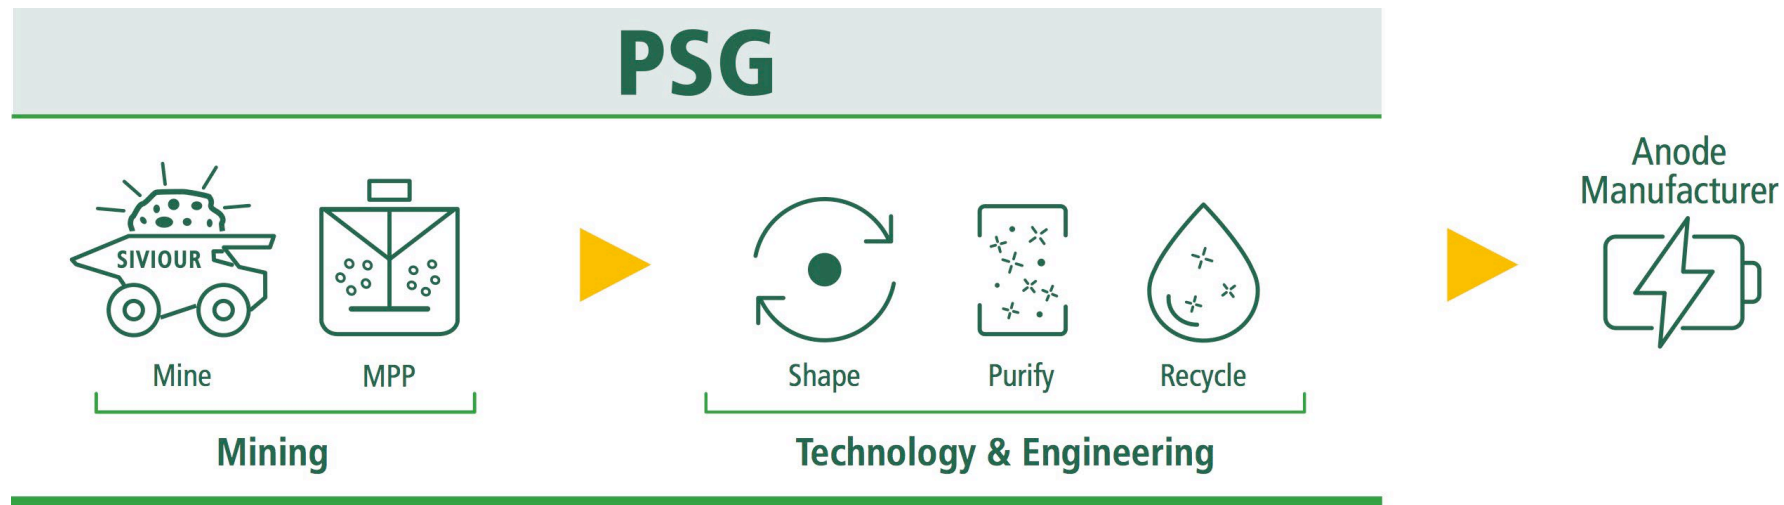 PSG
SIVIOUR
Mine
MPP
Mining
Shape
Purify
Recycle
Technology & Engineering
Anode
Manufacturer